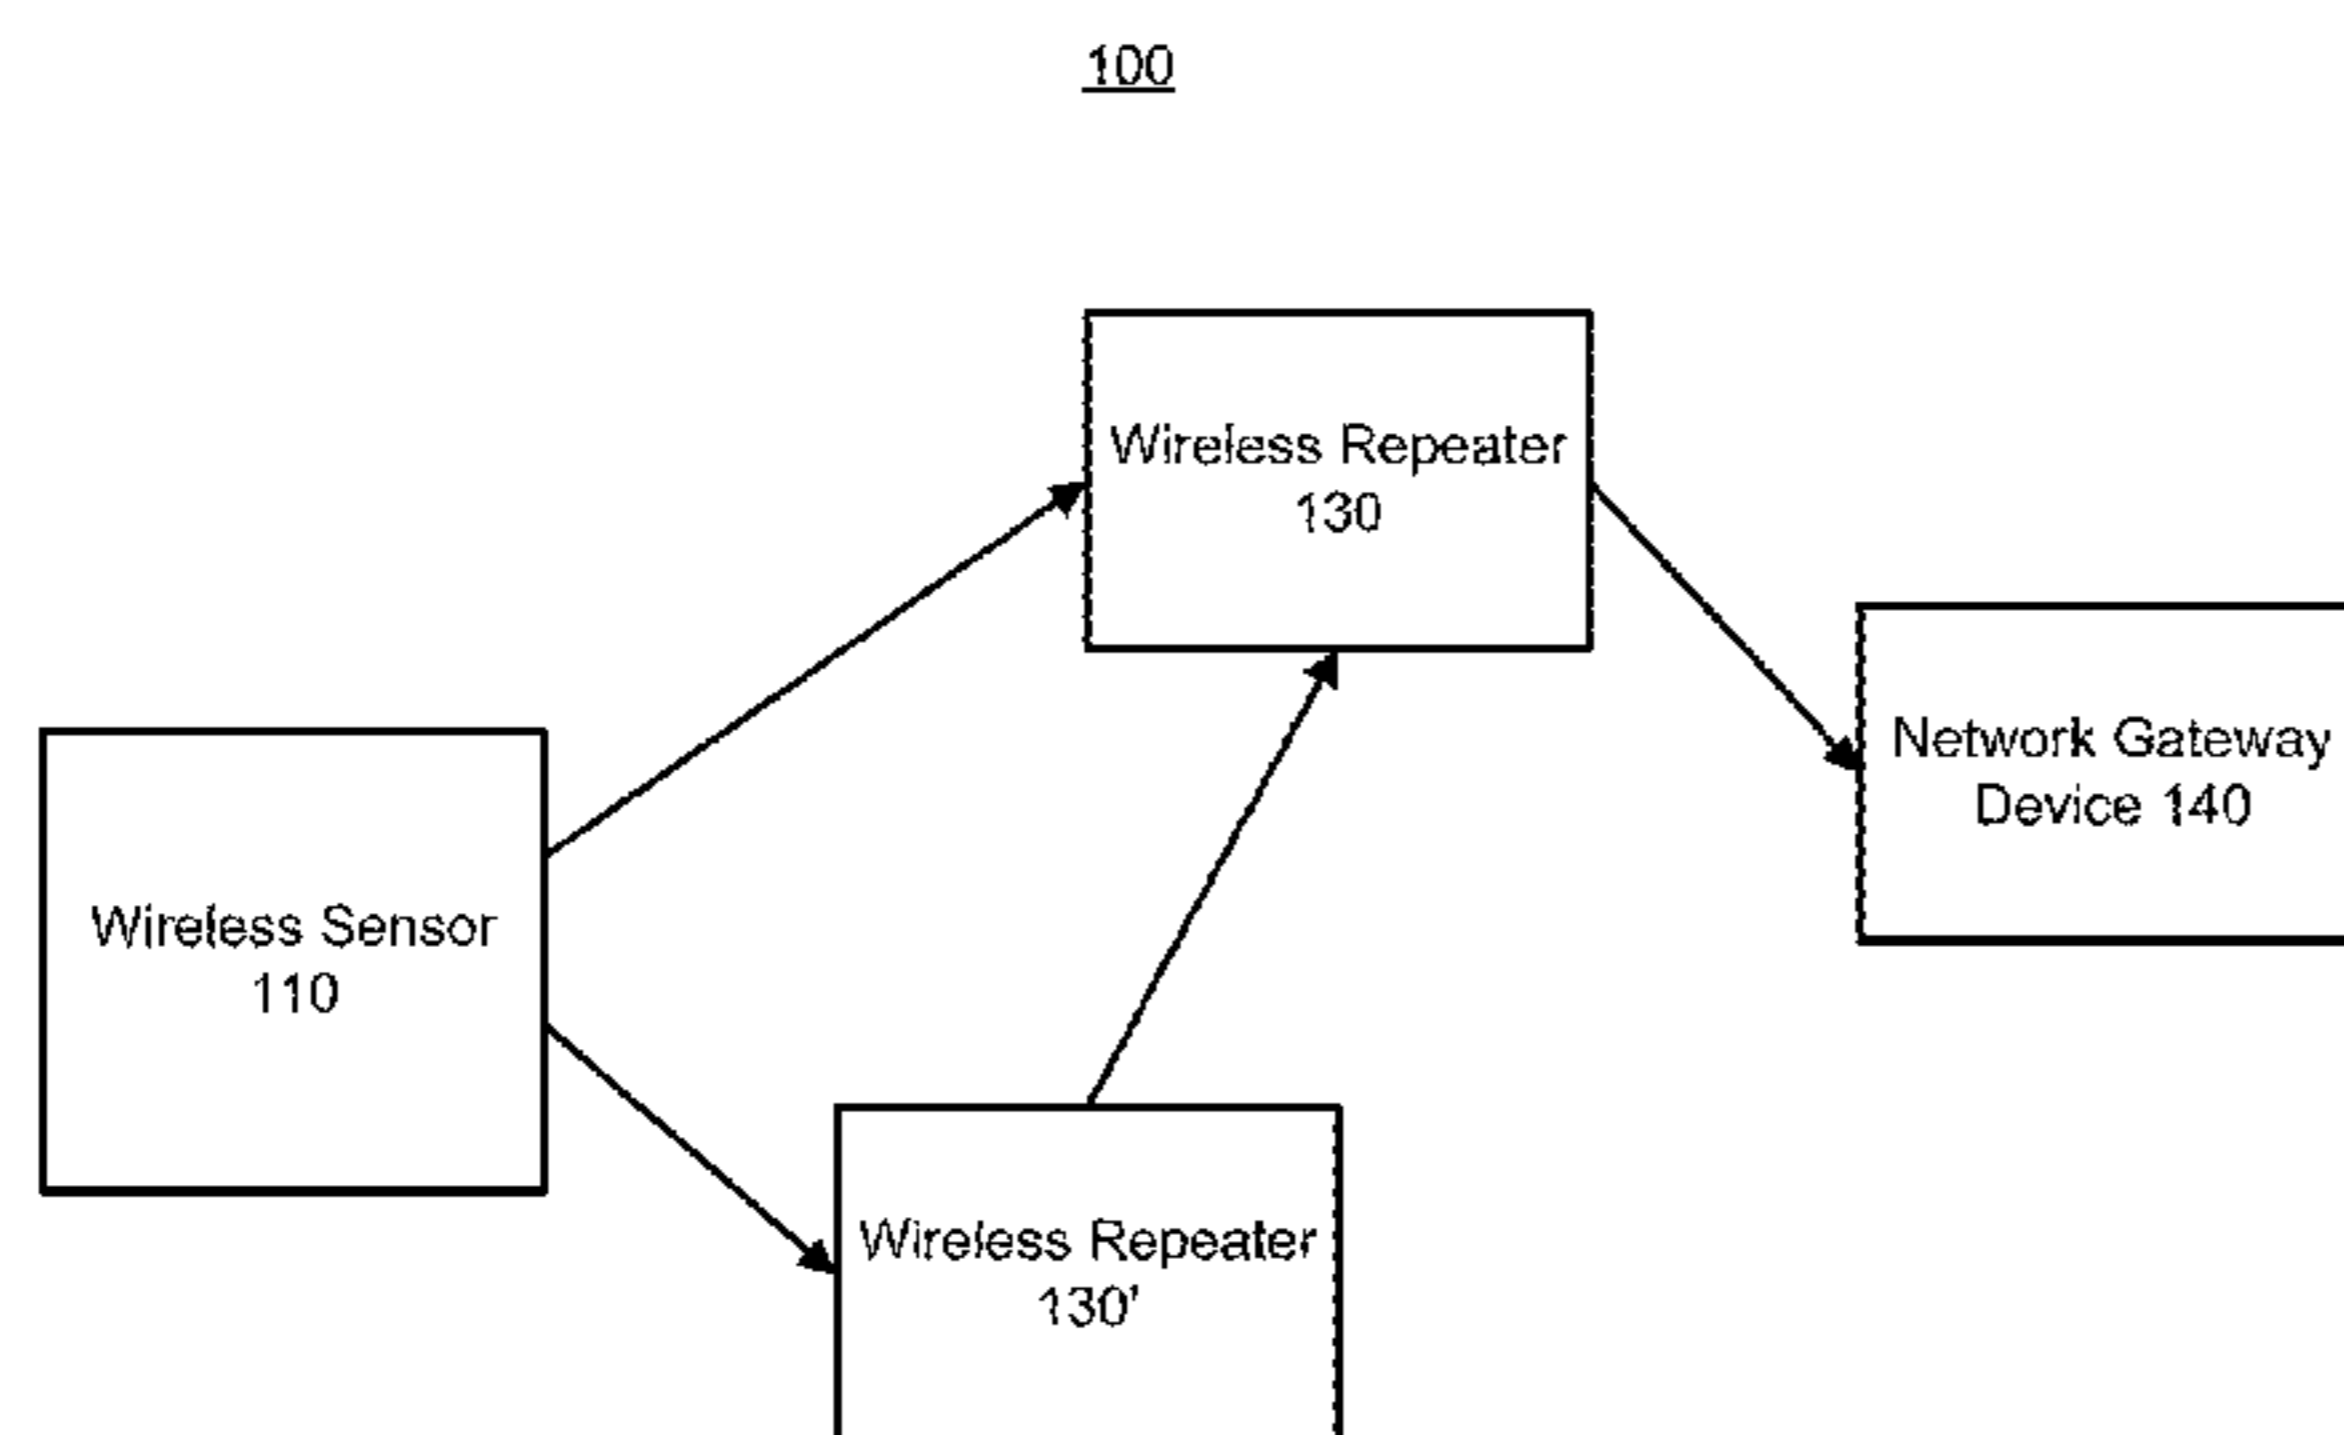 100
Wireless Repeater
130
Network Gateway
Device 140
Wireless Sensor
110
Wireless Repeater
130'